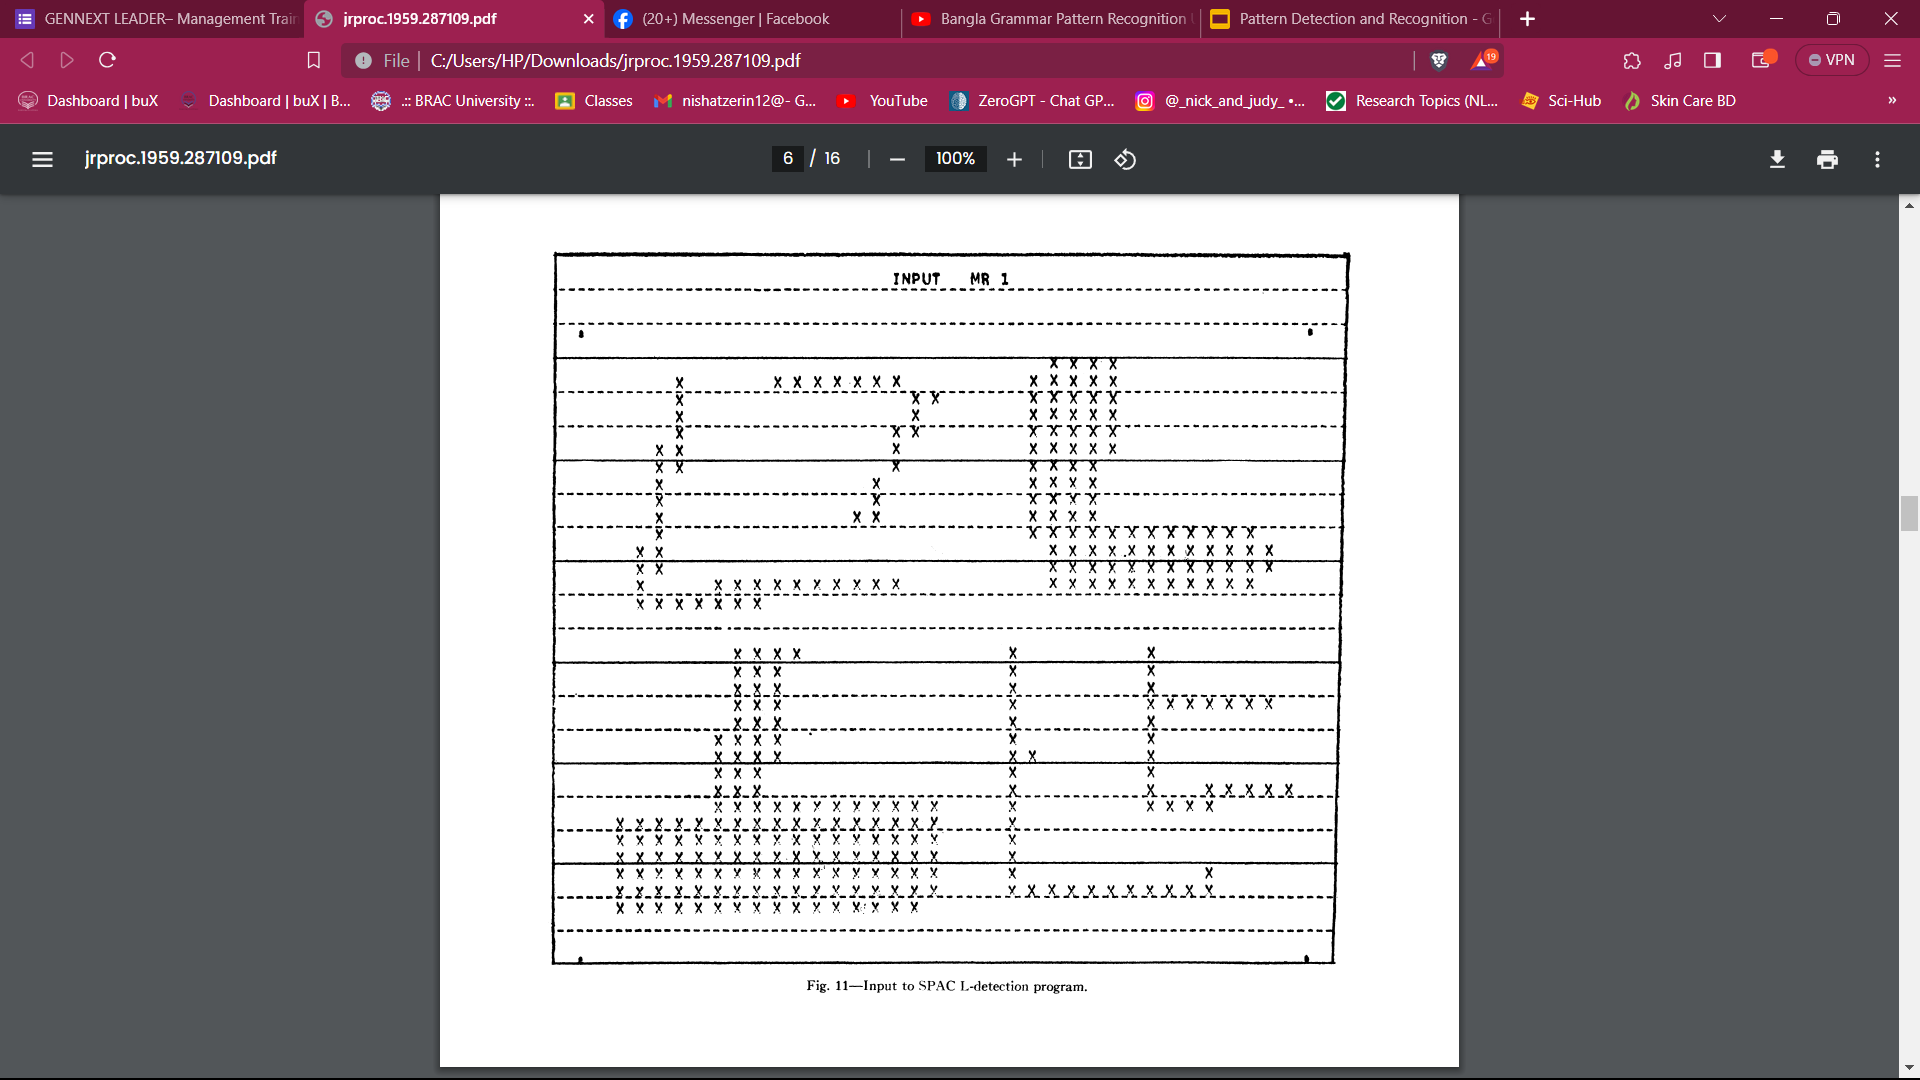 GENNEXT LEADER– Management Train
jrproc.1959.287109.pdf
(20+) Messenger | Facebook
Bangla Grammar Pattern Recognition
Pattern Detection and Recognition - G
File
C:/Users/HP/Downloads/jrproc.1959.287109.pdf
19
VPN
Dashboard | buX
Dashboard | buX | B...
.:: BRAC University ::.
Classes
nishatzerin12@- G...
YouTube
ZeroGPT - Chat GP...
@_nick_and_judy_ •...
Research Topics (NL...
Sci-Hub
Skin Care BD
»
jrproc.1959.287109.pdf
6 / 16
100%
INPUT MR 1
X X X X
X X X X X X X X X X X X X
X X X X X X X X
X X X X X X X
X X X X X X X X
X X X X X X X X
X X X X X X X
X X X X X X
X X X X X X
X X X X X X X
X X X X X X X X X X X X X
X X X X X X X X X X X X X X
X X X X X X X X X X X X X X
X X X X X X X X X X X X X X X X X X X X X X
X X X X X X X
X X X X X X
X X X X X
X X X X X
X X X X X X X X X X X
X X X X X
X X X X X X
X X X X X X X
X X X X X
X X X X X X X X X X
X X X X X X X X X X X X X X X X X
X X X X X X X X X X X X X X X X X X
X X X X X X X X X X X X X X X X X X
X X X X X X X X X X X X X X X X X X
X X X X X X X X X X X X X X X X X X X
X X X X X X X X X X X X X X X X X X X X X X X X X X X X
X X X X X X X X X X X X X X X X
Fig. 11—Input to SPAC L-detection program.